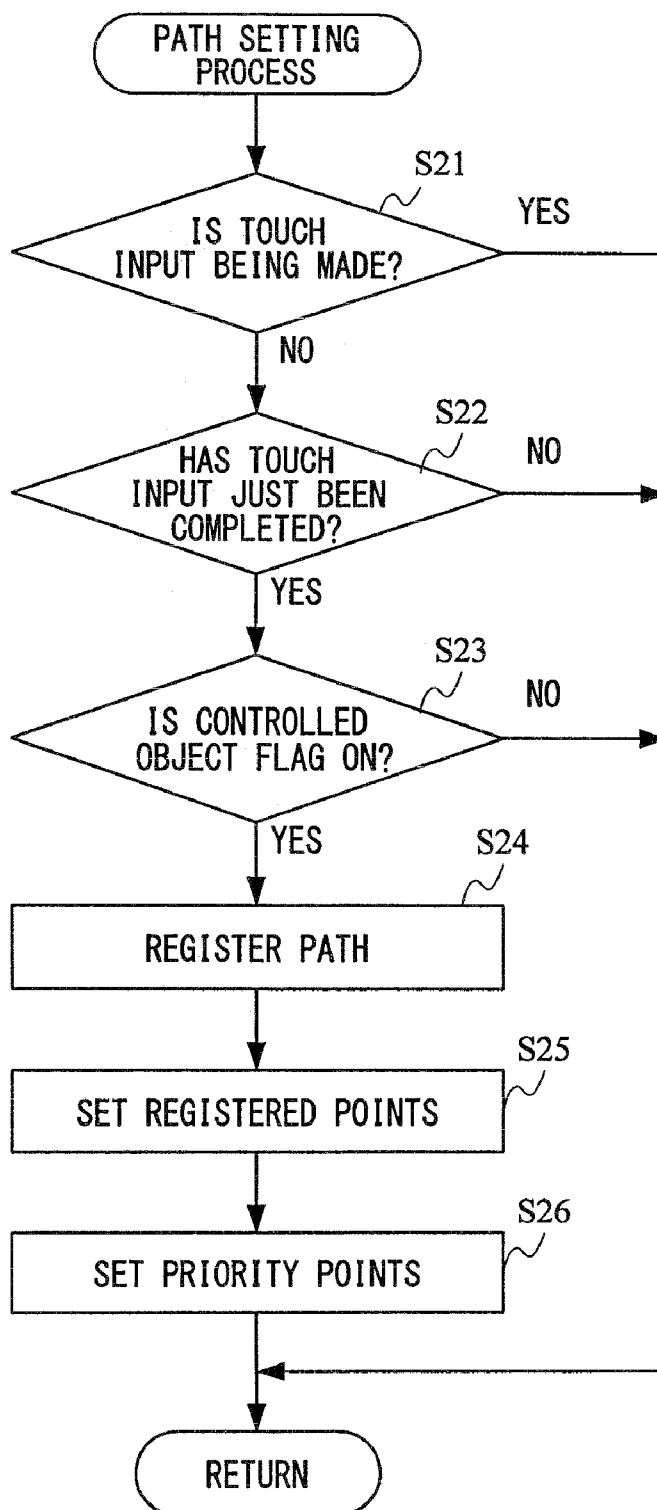 PATH SETTING
PROCESS
S21
YES
IS TOUCH
INPUT BEING MADE?
NO
S22
NO
HAS TOUCH
INPUT JUST BEEN
COMPLETED?
YES
S23
NO
IS CONTROLLED
OBJECT FLAG ON?
YES
S24
REGISTER PATH
S25
SET REGISTERED POINTS
S26
SET PRIORITY POINTS
RETURN